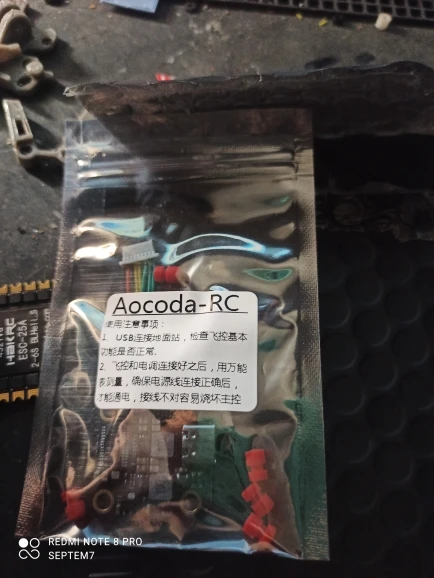 Aocoda-RC
使用注意事项：
1、USB连接地面站，检查飞控基本
功能是否正常。
2、飞控和电调连接好之后，用万能
表测量，确保电源线连接正确后，
才能通电，接线不对容易烧坏主控
HAKRC
ESC-25A
2-6S BLHELI_S
REDMI NOTE 8 PRO
SEPTEM7